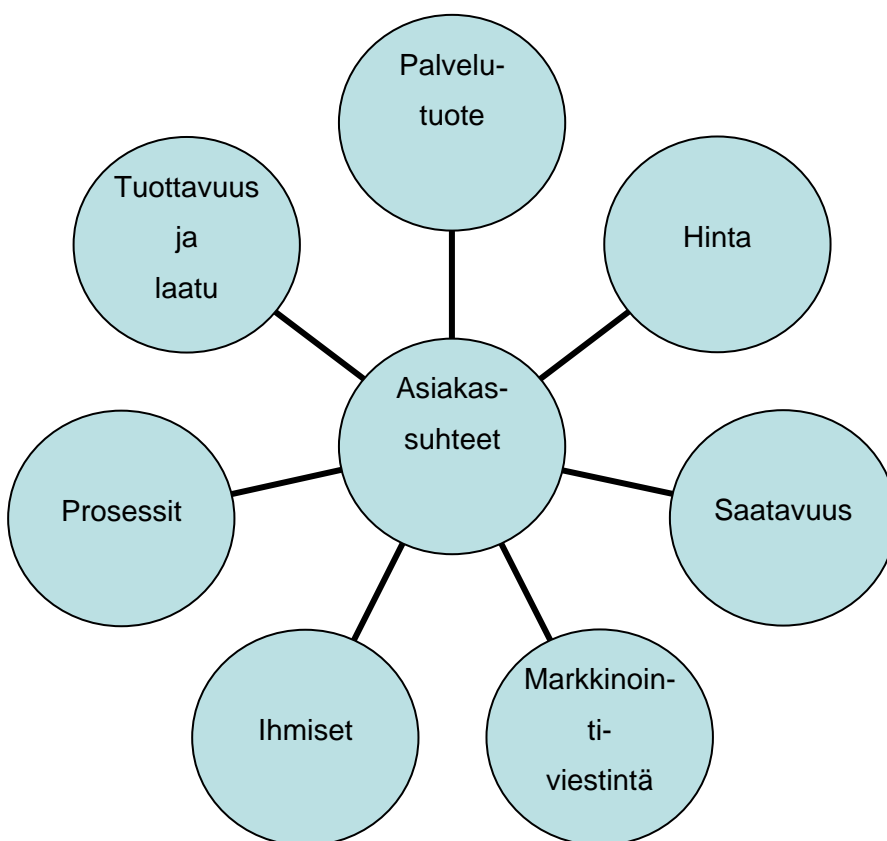 Palvelu-
tuote
Hinta
Saatavuus
Markkinoin-
ti-
viestintä
Ihmiset
Prosessit
Tuottavuus
ja
laatu
Asiakas-
suhteet